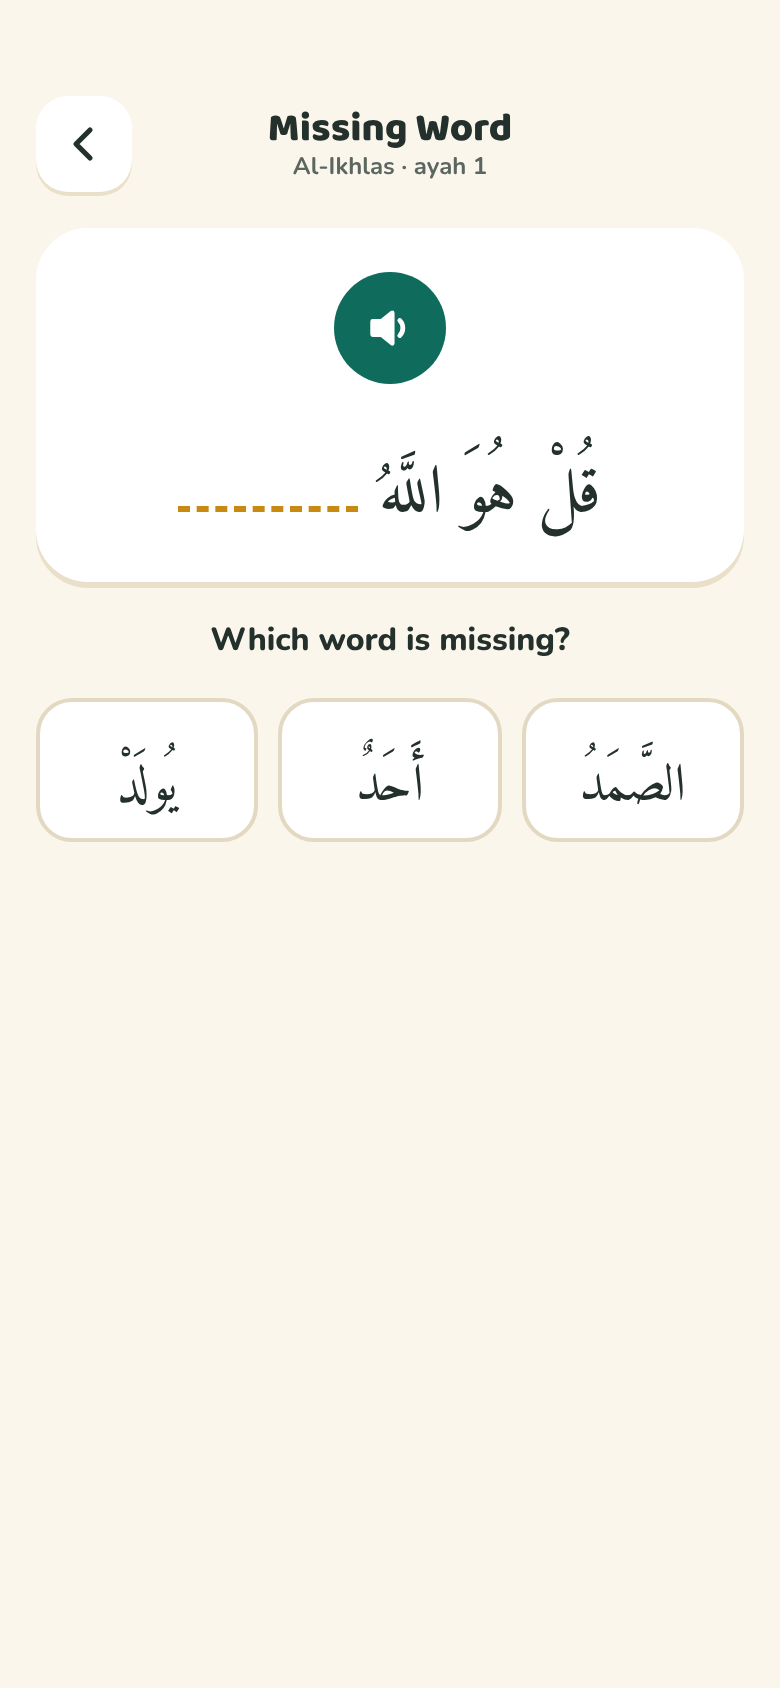 Missing Word
Al-Ikhlas · ayah 1
قُلْ هُوَ اللَّهُ
Which word is missing?
الصَّمَدُ
أَحَدٌ
يُولَدْ